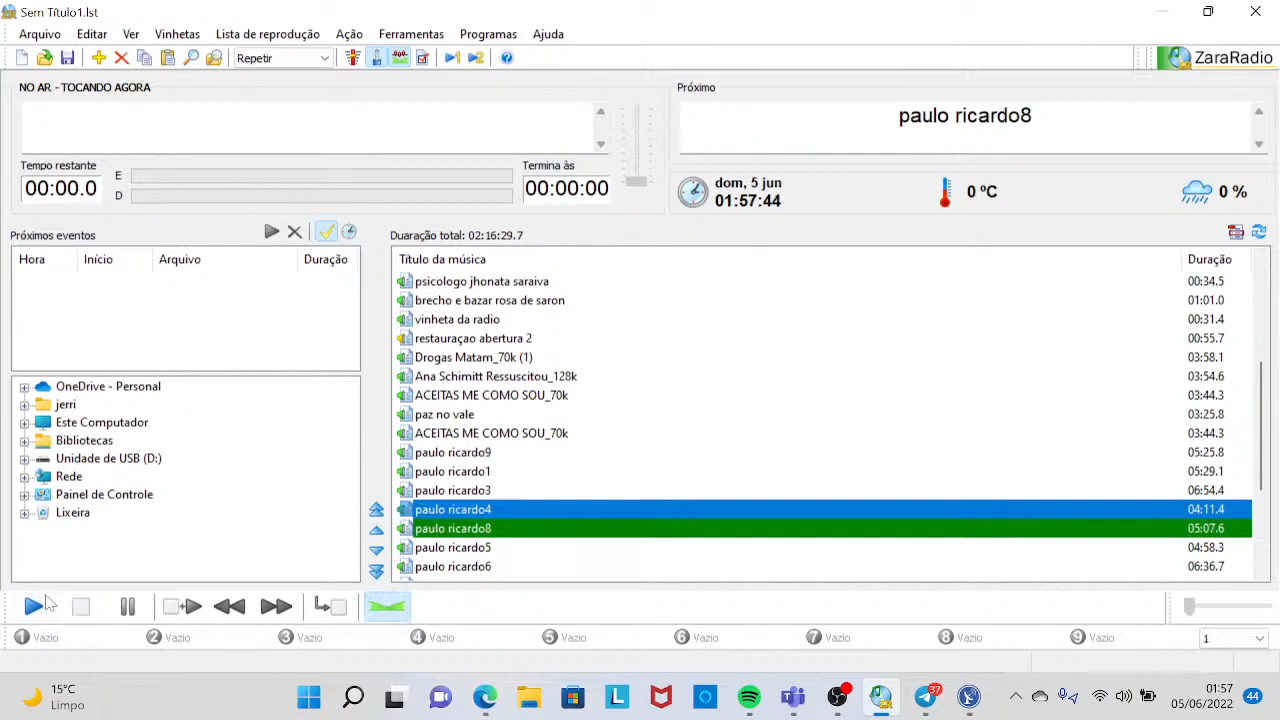 Sem Título1.lst
Arquivo Editar Ver Vinhetas Lista de reprodução Ação Ferramentas Programas Ajuda
Repetir 1 2 ? ZaraRadio
NO AR - TOCANDO AGORA
Próximo
paulo ricardo8
Tempo restante
E
Termina às
00:00.0
D
00:00:00
dom, 5 jun
01:57:44
0 ºC
0 %
Próximos eventos
Duaração total: 02:16:29.7
Hora Início Arquivo Duração
Título da música Duração
psicologo jhonata saraiva 00:34.5
brecho e bazar rosa de saron 01:01.0
vinheta da radio 00:31.4
restauraçao abertura 2 00:55.7
Drogas Matam_70k (1) 03:58.1
Ana Schimitt Ressuscitou_128k 03:54.6
ACEITAS ME COMO SOU_70k 03:44.3
paz no vale 03:25.8
ACEITAS ME COMO SOU_70k 03:44.3
paulo ricardo9 05:25.8
paulo ricardo1 05:29.1
paulo ricardo3 06:54.4
paulo ricardo4 04:11.4
paulo ricardo8 05:07.6
paulo ricardo5 04:58.3
paulo ricardo6 06:36.7
OneDrive - Personal
jerri
Este Computador
Bibliotecas
Unidade de USB (D:)
Rede
Painel de Controle
Lixeira
1 Vazio 2 Vazio 3 Vazio 4 Vazio 5 Vazio 6 Vazio 7 Vazio 8 Vazio 9 Vazio 1
15°C
Limpo
L
37
01:57
05/06/2022
44